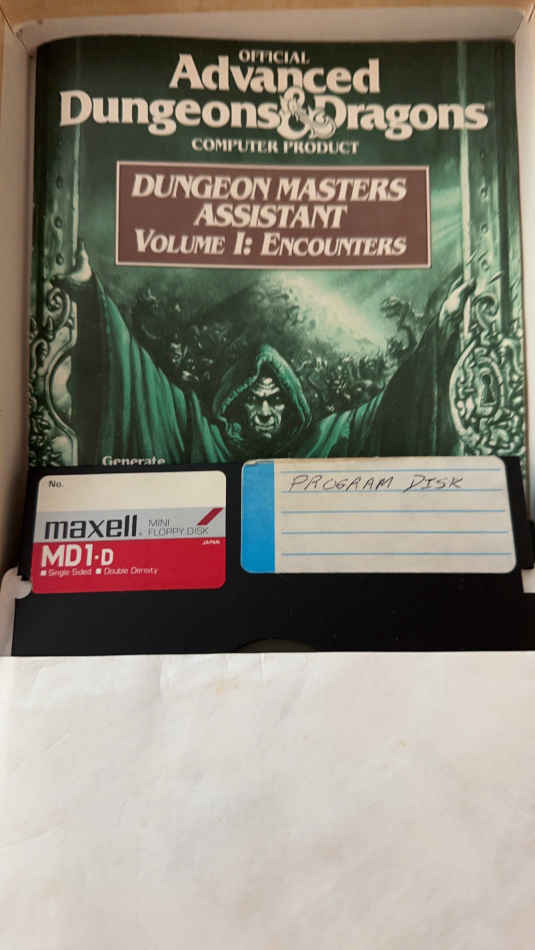 OFFICIAL
Advanced
Dungeons & Dragons
COMPUTER PRODUCT
DUNGEON MASTERS
ASSISTANT
VOLUME I: ENCOUNTERS
Generate
No.
maxell MINI
FLOPPY DISK
JAPAN
MD1-D
Single Sided Double Density
PROGRAM DISK